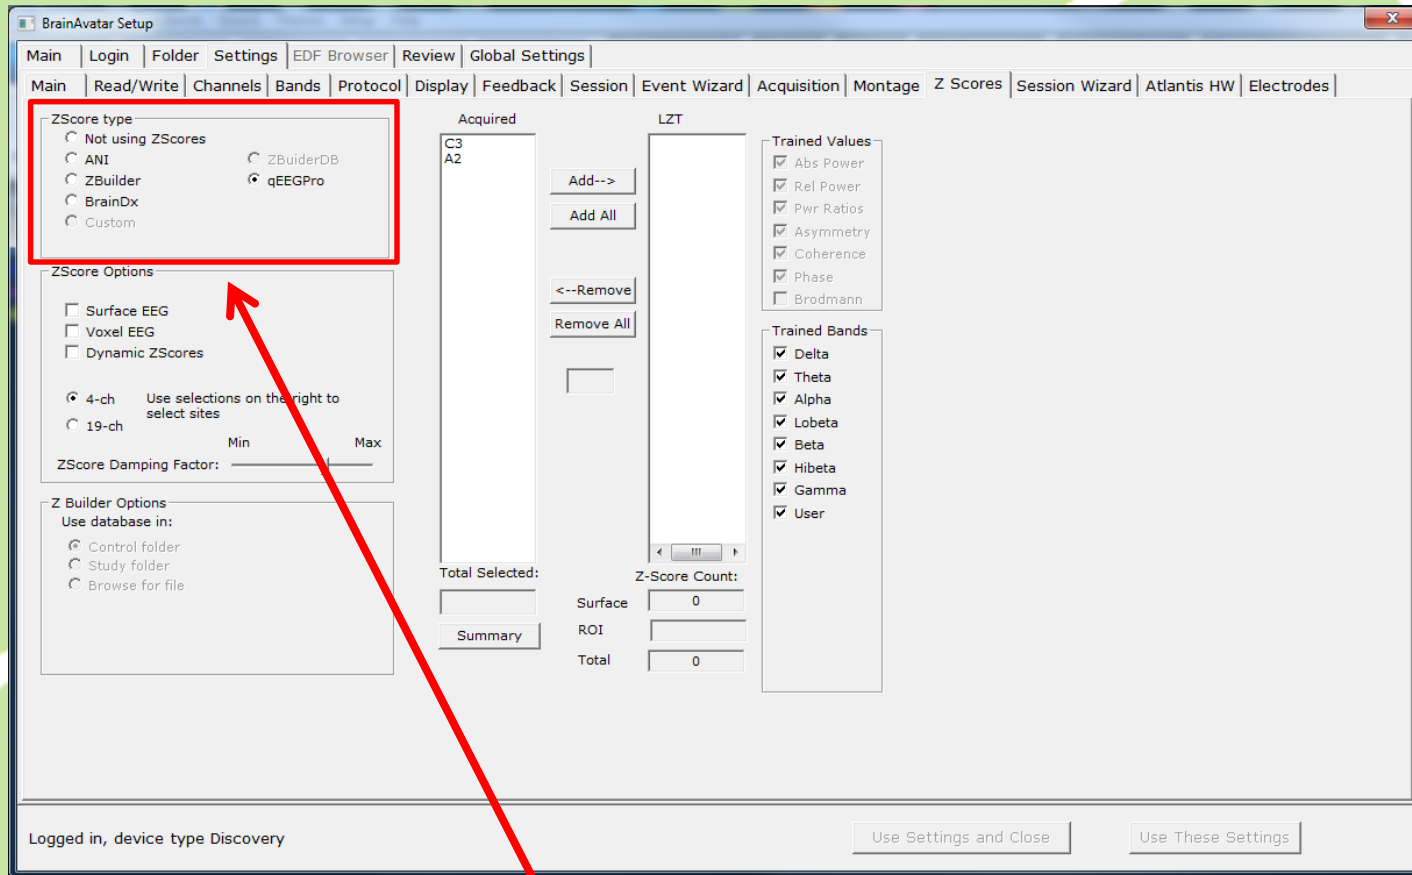 BrainAvatar Setup
Main Login Folder Settings EDF Browser Review Global Settings
Main Read/Write Channels Bands Protocol Display Feedback Session Event Wizard Acquisition Montage Z Scores Session Wizard Atlantis HW Electrodes
ZScore type
Not using ZScores
ANI ZBuiderDB
ZBuilder qEEGPro
BrainDx
Custom
ZScore Options
Surface EEG
Voxel EEG
Dynamic ZScores
4-ch Use selections on the right to
select sites
19-ch
Min Max
ZScore Damping Factor:
Z Builder Options
Use database in:
Control folder
Study folder
Browse for file
Acquired
C3
A2
Total Selected:
Summary
Add-->
Add All
<--Remove
Remove All
LZT
Z-Score Count:
Surface 0
ROI
Total 0
Trained Values
Abs Power
Rel Power
Pwr Ratios
Asymmetry
Coherence
Phase
Brodmann
Trained Bands
Delta
Theta
Alpha
Lobeta
Beta
Hibeta
Gamma
User
Logged in, device type Discovery
Use Settings and Close Use These Settings